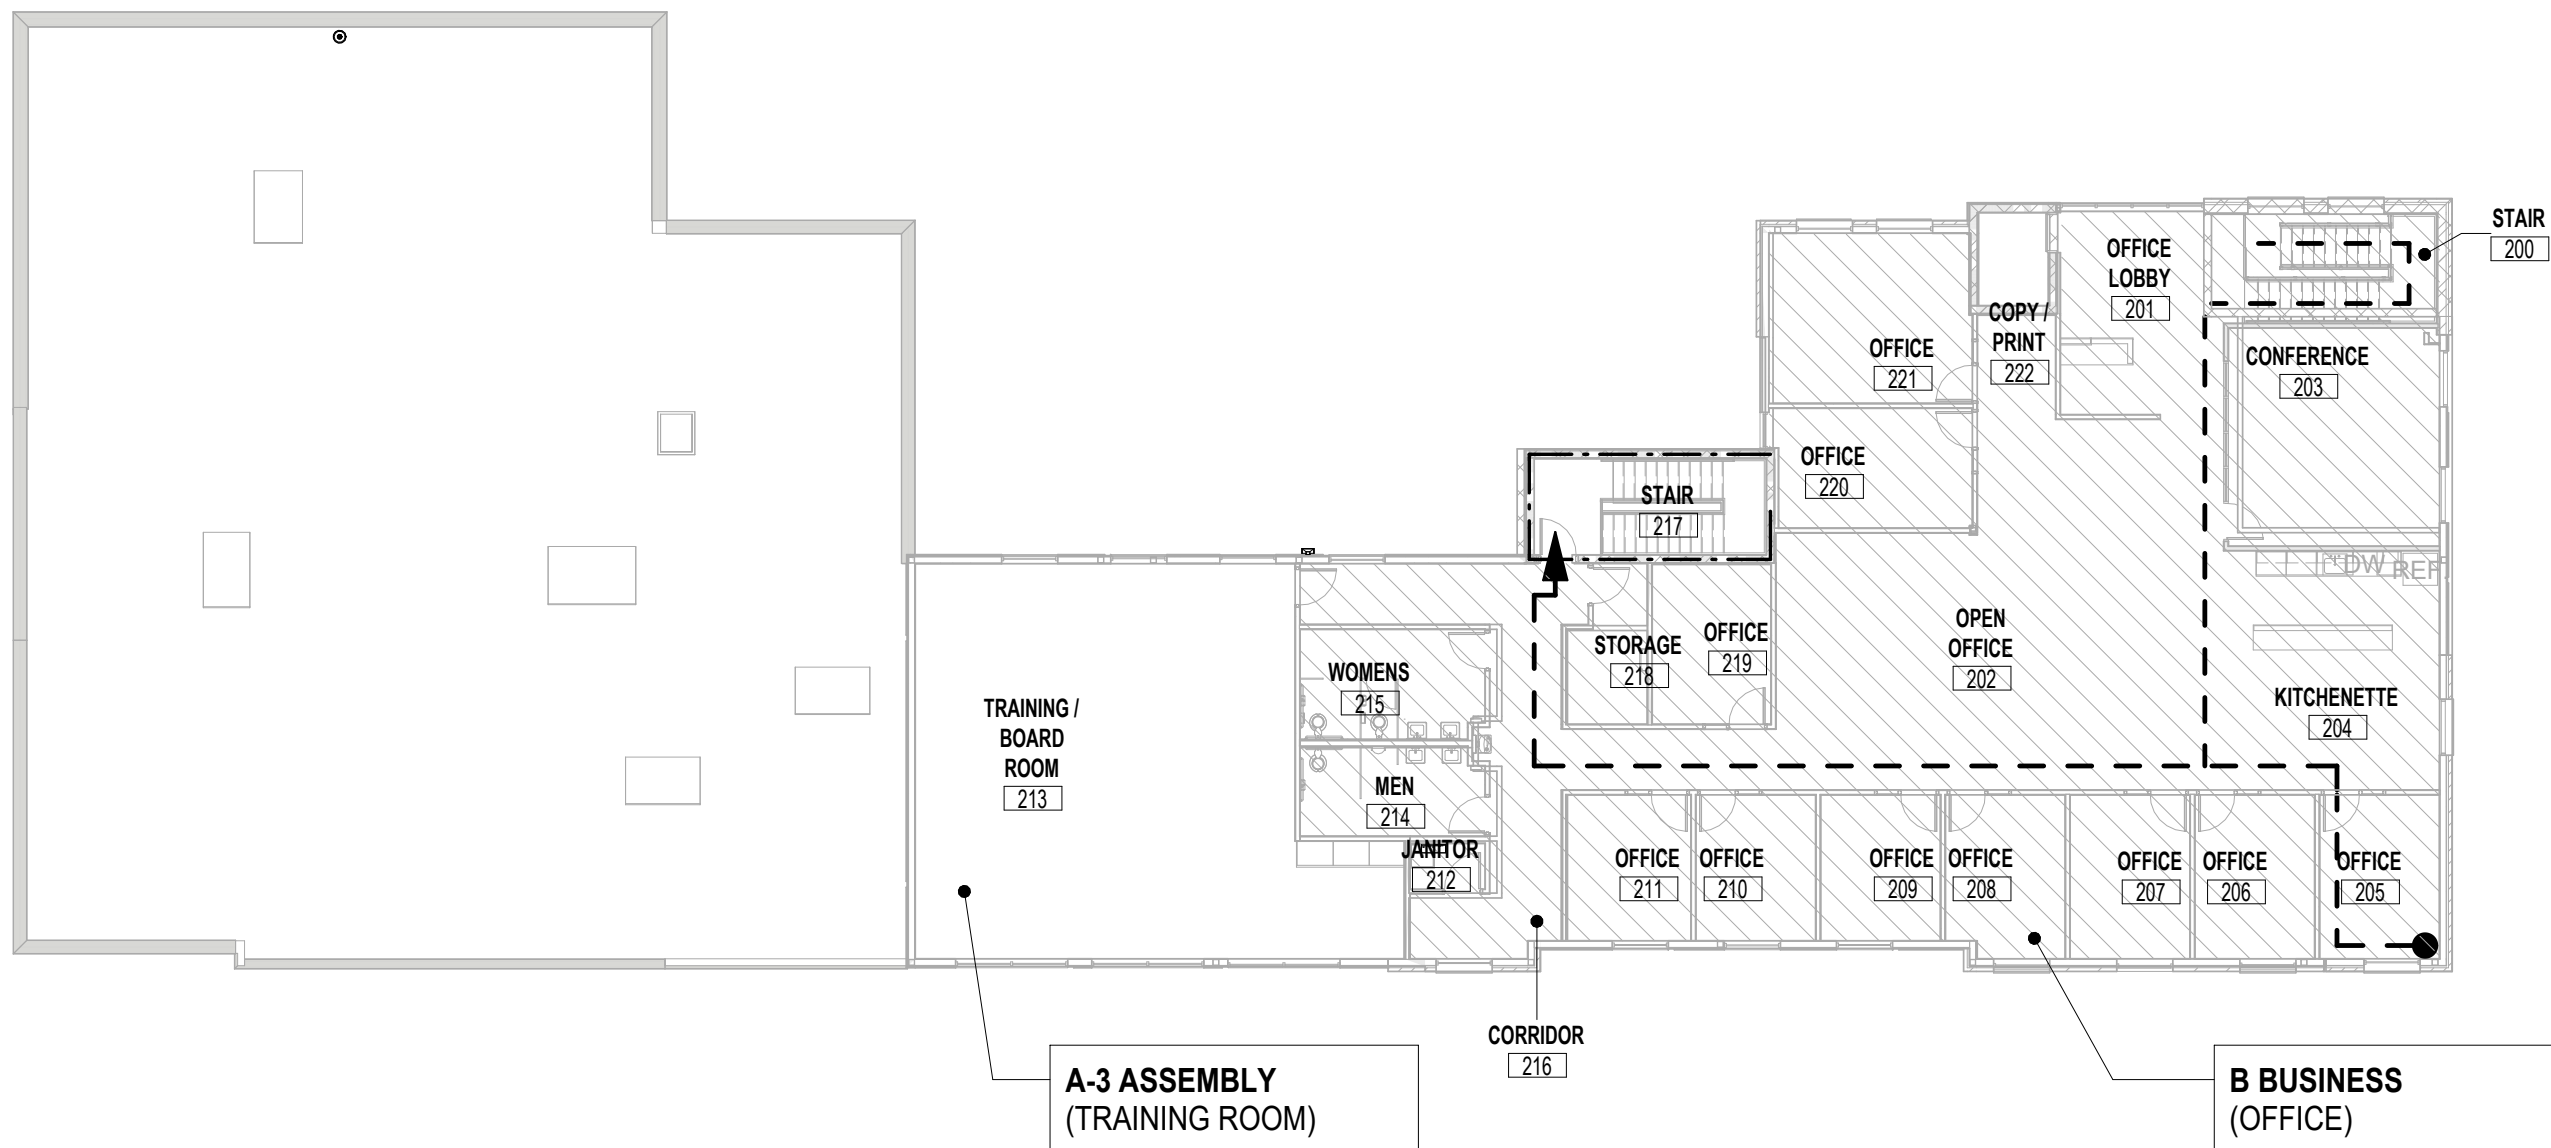 STAIR
200
OFFICE
LOBBY
201
COPY /
PRINT
222
OFFICE
221
CONFERENCE
203
OFFICE
220
STAIR
217
DW
REF
OPEN
OFFICE
202
OFFICE
219
STORAGE
218
WOMENS
215
KITCHENETTE
204
TRAINING /
BOARD
ROOM
213
MEN
214
JANITOR
212
OFFICE
211
OFFICE
210
OFFICE
209
OFFICE
208
OFFICE
207
OFFICE
206
OFFICE
205
CORRIDOR
216
A-3 ASSEMBLY
(TRAINING ROOM)
B BUSINESS
(OFFICE)